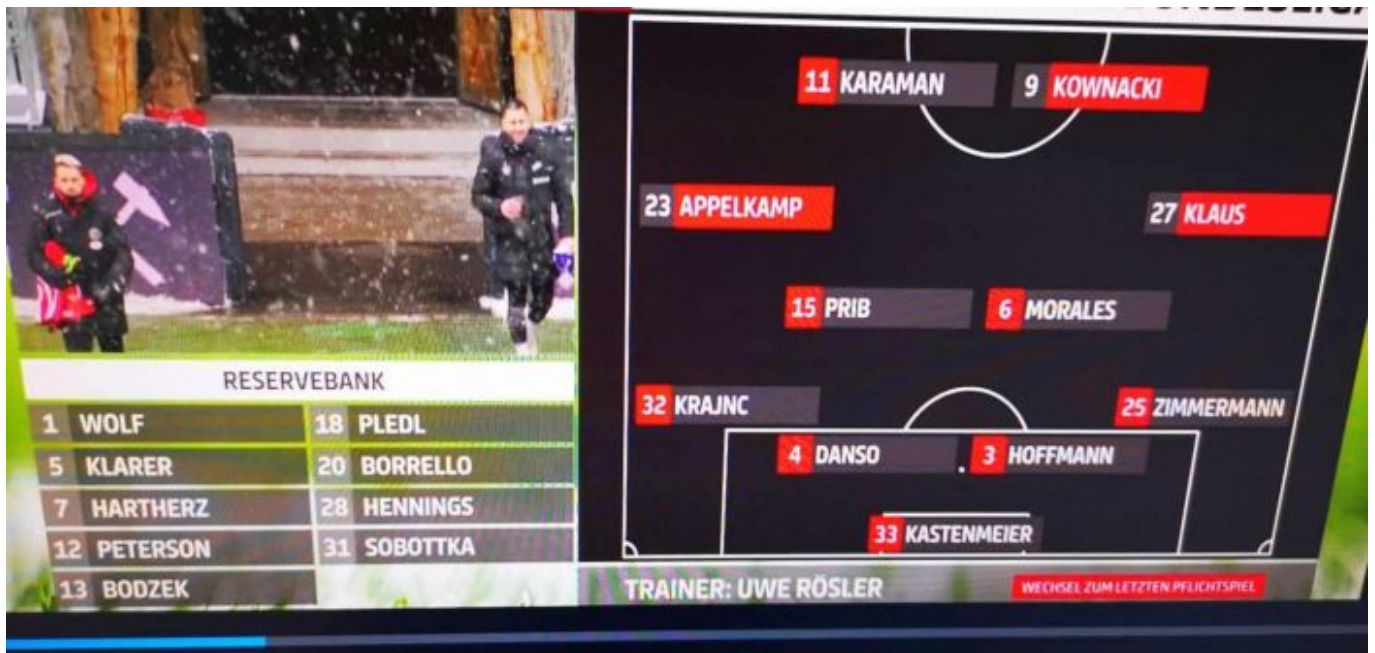 11 KARAMAN
9 KOWNACKI
23 APPELKAMP
27 KLAUS
15 PRIB
6 MORALES
32 KRAJNC
25 ZIMMERMANN
4 DANSO
3 HOFFMANN
33 KASTENMEIER
TRAINER: UWE RÖSLER
WECHSEL ZUM LETZTEN PFLICHTSPIEL
RESERVEBANK
1 WOLF
5 KLARER
7 HARTHERZ
12 PETERSON
13 BODZEK
18 PLEDL
20 BORRELLO
28 HENNINGS
31 SOBOTTKA